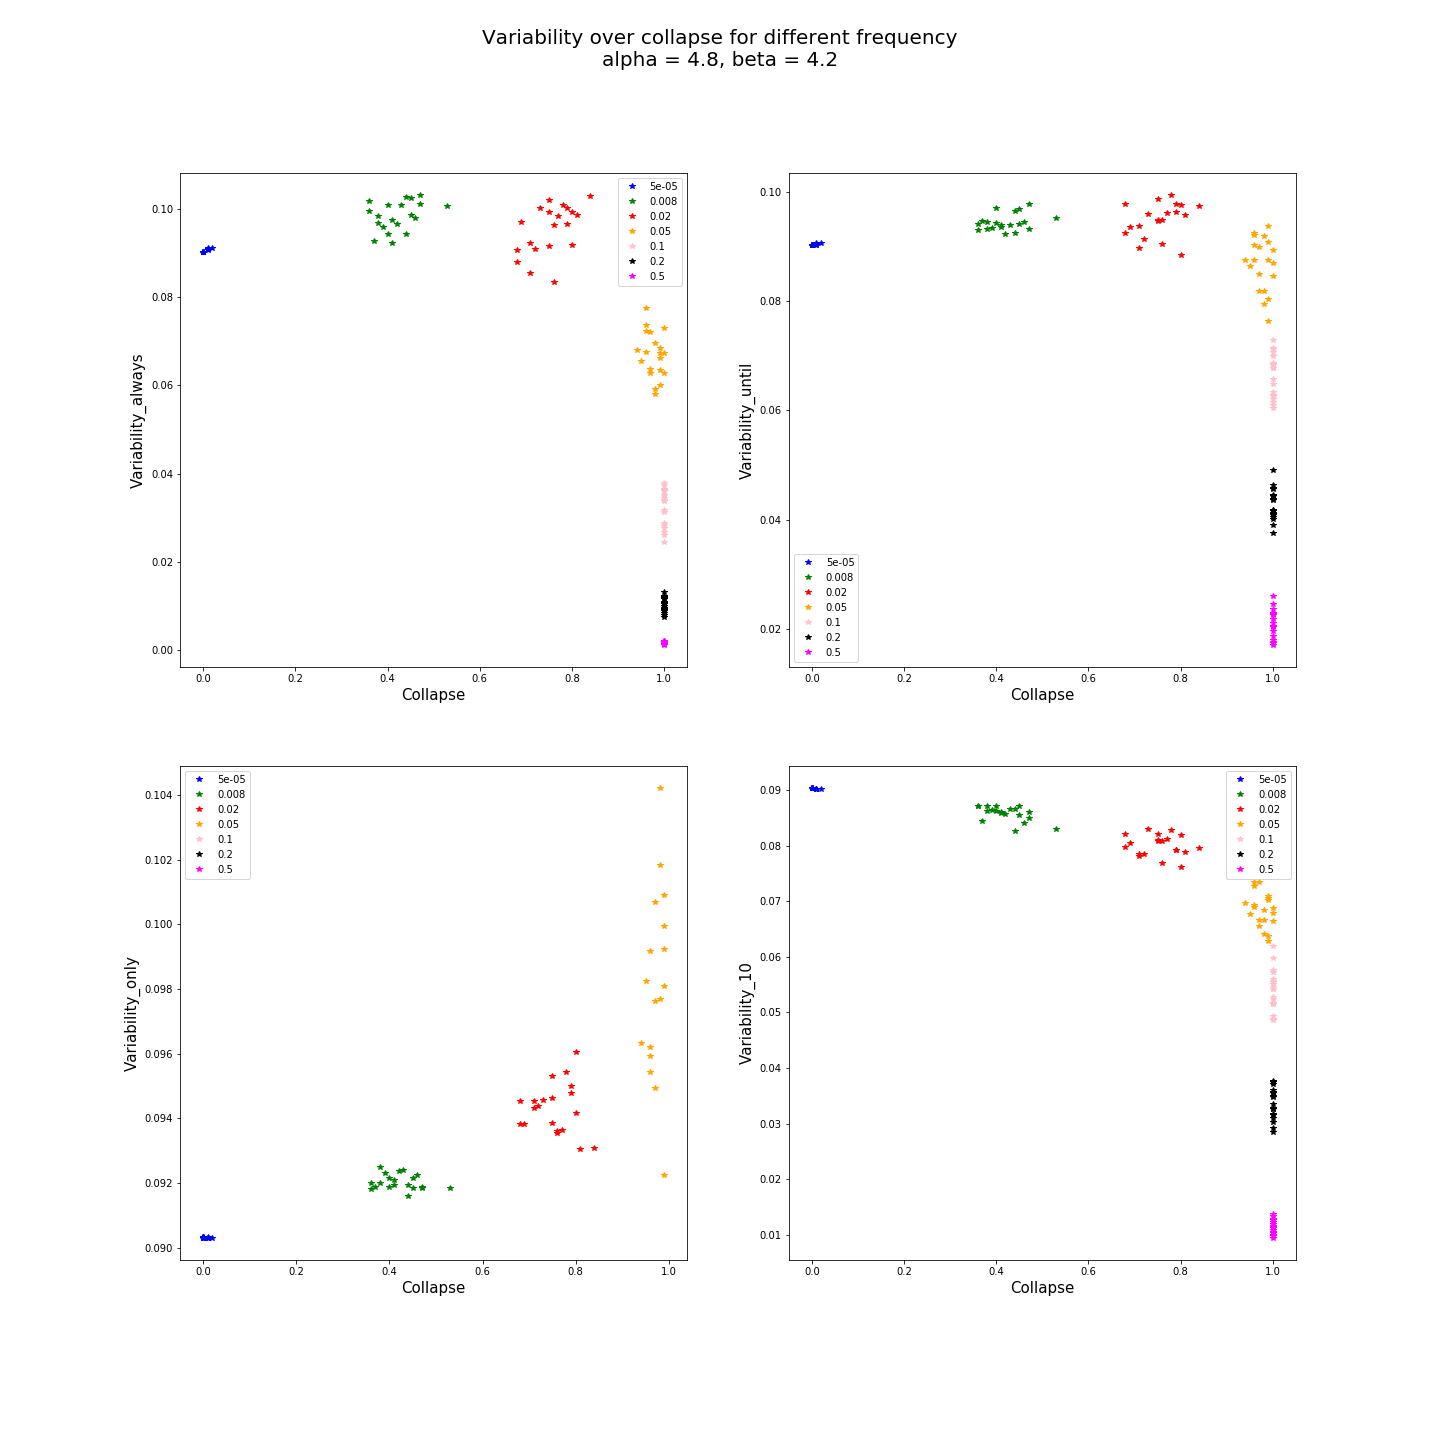 Variability over collapse for different frequency
alpha = 4.8, beta = 4.2
Variability_always
0.10
0.08
0.06
0.04
0.02
0.00
5e-05
0.008
0.02
0.05
0.1
0.2
0.5
0.0 0.2 0.4 0.6 0.8 1.0
Collapse
Variability_until
0.10
0.08
0.06
0.04
0.02
5e-05
0.008
0.02
0.05
0.1
0.2
0.5
0.0 0.2 0.4 0.6 0.8 1.0
Collapse
Variability_only
0.104
0.102
0.100
0.098
0.096
0.094
0.092
0.090
5e-05
0.008
0.02
0.05
0.1
0.2
0.5
0.0 0.2 0.4 0.6 0.8 1.0
Collapse
Variability_10
0.09
0.08
0.07
0.06
0.05
0.04
0.03
0.02
0.01
5e-05
0.008
0.02
0.05
0.1
0.2
0.5
0.0 0.2 0.4 0.6 0.8 1.0
Collapse